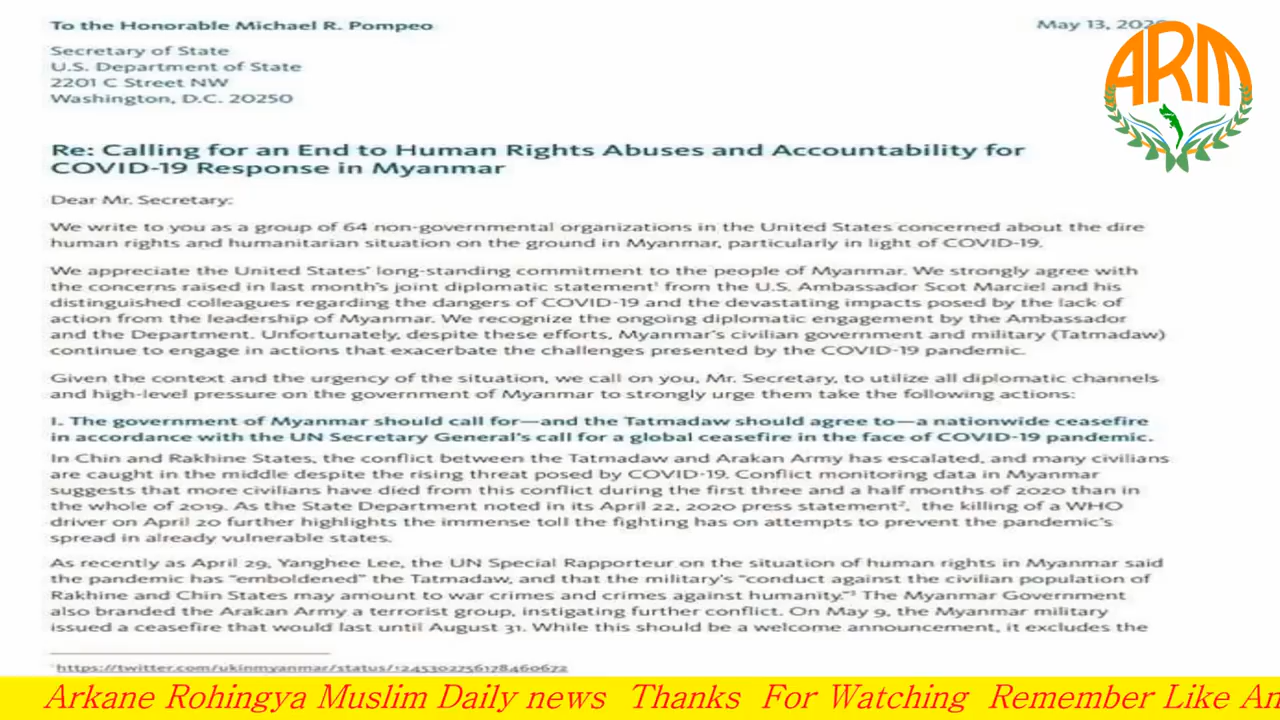 To the Honorable Michael R. Pompeo
May 13, 2020
Secretary of State
U.S. Department of State
2201 C Street NW
Washington, D.C. 20250
ARM
Re: Calling for an End to Human Rights Abuses and Accountability for
COVID-19 Response in Myanmar
Dear Mr. Secretary:
We write to you as a group of 64 non-governmental organizations in the United States concerned about the dire
human rights and humanitarian situation on the ground in Myanmar, particularly in light of COVID-19.
We appreciate the United States' long-standing commitment to the people of Myanmar. We strongly agree with
the concerns raised in last month's joint diplomatic statement¹ from the U.S. Ambassador Scot Marciel and his
distinguished colleagues regarding the dangers of COVID-19 and the devastating impacts posed by the lack of
action from the leadership of Myanmar. We recognize the ongoing diplomatic engagement by the Ambassador
and the Department. Unfortunately, despite these efforts, Myanmar's civilian government and military (Tatmadaw)
continue to engage in actions that exacerbate the challenges presented by the COVID-19 pandemic.
Given the context and the urgency of the situation, we call on you, Mr. Secretary, to utilize all diplomatic channels
and high-level pressure on the government of Myanmar to strongly urge them take the following actions:
I. The government of Myanmar should call for—and the Tatmadaw should agree to—a nationwide ceasefire
in accordance with the UN Secretary General's call for a global ceasefire in the face of COVID-19 pandemic.
In Chin and Rakhine States, the conflict between the Tatmadaw and Arakan Army has escalated, and many civilians
are caught in the middle despite the rising threat posed by COVID-19. Conflict monitoring data in Myanmar
suggests that more civilians have died from this conflict during the first three and a half months of 2020 than in
the whole of 2019. As the State Department noted in its April 22, 2020 press statement², the killing of a WHO
driver on April 20 further highlights the immense toll the fighting has on attempts to prevent the pandemic's
spread in already vulnerable states.
As recently as April 29, Yanghee Lee, the UN Special Rapporteur on the situation of human rights in Myanmar said
the pandemic has "emboldened" the Tatmadaw, and that the military's "conduct against the civilian population of
Rakhine and Chin States may amount to war crimes and crimes against humanity."³ The Myanmar Government
also branded the Arakan Army a terrorist group, instigating further conflict. On May 9, the Myanmar military
issued a ceasefire that would last until August 31. While this should be a welcome announcement, it excludes the
¹ https://twitter.com/ukinmyanmar/status/1245302756178460672
Arkane Rohingya Muslim Daily news Thanks For Watching Remember Like An